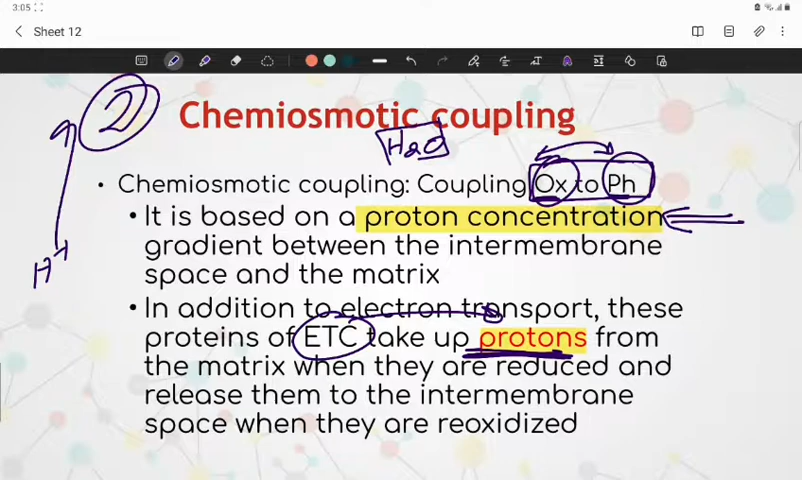 3:05
Sheet 12
2
Chemiosmotic coupling
H2O
• Chemiosmotic coupling: Coupling Ox to Ph
• It is based on a proton concentration
gradient between the intermembrane
space and the matrix
H+
• In addition to electron transport, these
proteins of ETC take up protons from
the matrix when they are reduced and
release them to the intermembrane
space when they are reoxidized